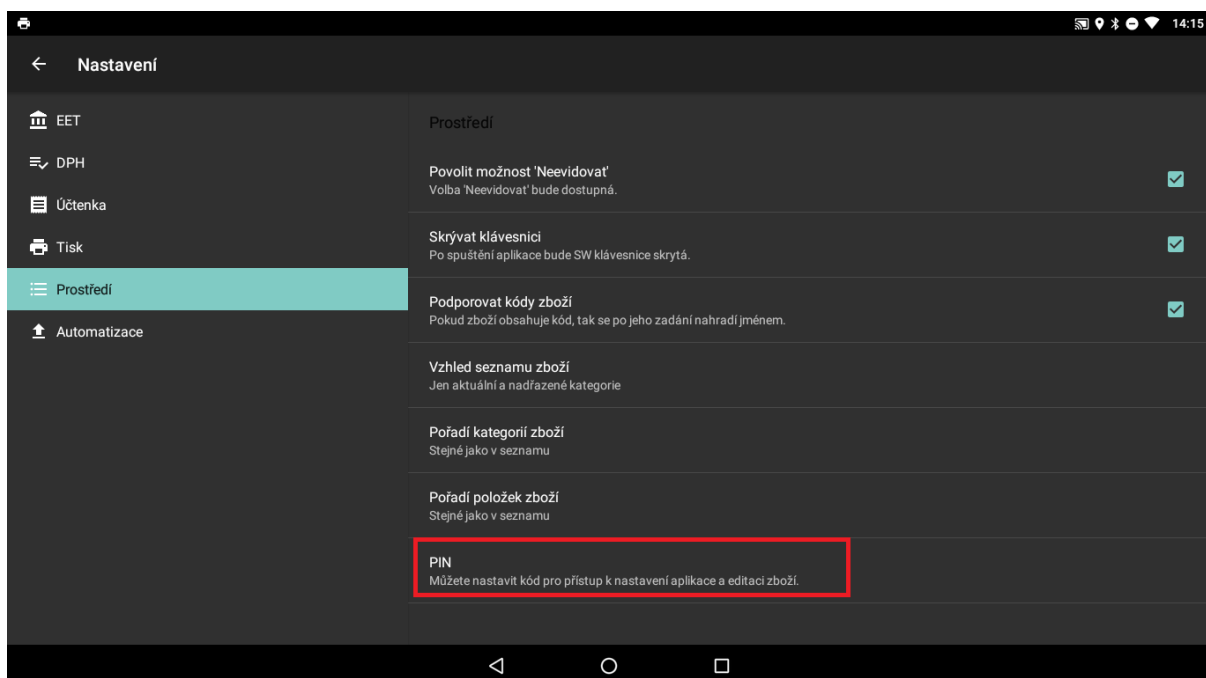 14:15
Nastavení
EET
DPH
Účtenka
Tisk
Prostředí
Automatizace
Prostředí
Povolit možnost 'Neevidovat'
Volba 'Neevidovat' bude dostupná.
Skrývat klávesnici
Po spuštění aplikace bude SW klávesnice skrytá.
Podporovat kódy zboží
Pokud zboží obsahuje kód, tak se po jeho zadání nahradí jménem.
Vzhled seznamu zboží
Jen aktuální a nadřazené kategorie
Pořadí kategorií zboží
Stejné jako v seznamu
Pořadí položek zboží
Stejné jako v seznamu
PIN
Můžete nastavit kód pro přístup k nastavení aplikace a editaci zboží.